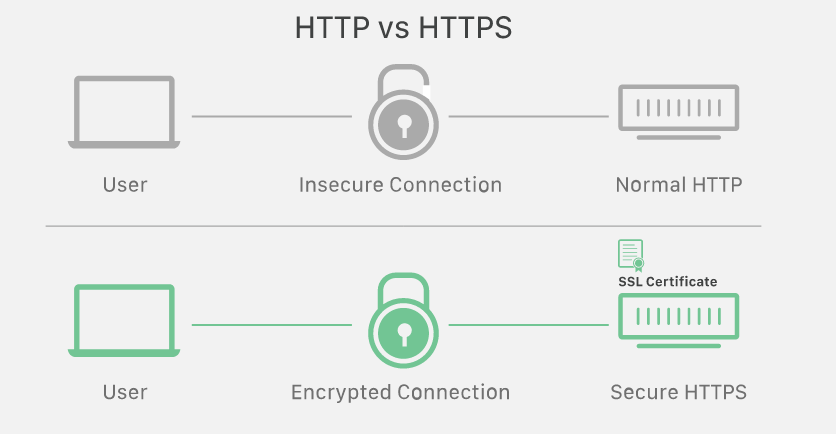 HTTP vs HTTPS
User
Insecure Connection
Normal HTTP
SSL Certificate
User
Encrypted Connection
Secure HTTPS